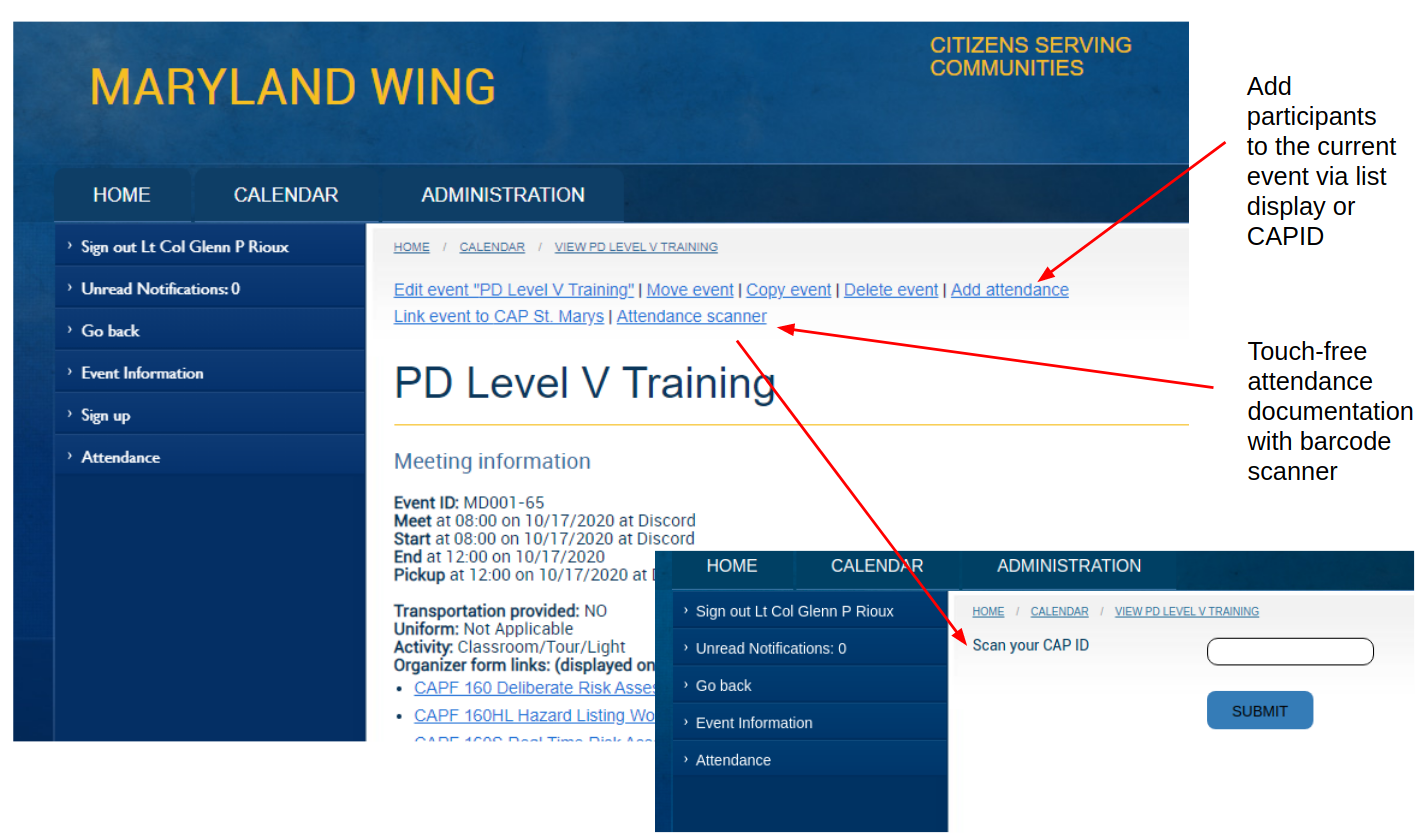 MARYLAND WING
CITIZENS SERVING
COMMUNITIES
HOME
CALENDAR
ADMINISTRATION
› Sign out Lt Col Glenn P Rioux
› Unread Notifications: 0
› Go back
› Event Information
› Sign up
› Attendance
HOME / CALENDAR / VIEW PD LEVEL V TRAINING
Edit event "PD Level V Training" | Move event | Copy event | Delete event | Add attendance
Link event to CAP St. Marys | Attendance scanner
PD Level V Training
Meeting information
Event ID: MD001-65
Meet at 08:00 on 10/17/2020 at Discord
Start at 08:00 on 10/17/2020 at Discord
End at 12:00 on 10/17/2020
Pickup at 12:00 on 10/17/2020 at
Transportation provided: NO
Uniform: Not Applicable
Activity: Classroom/Tour/Light
Organizer form links: (displayed on
• CAPF 160 Deliberate Risk Asses
• CAPF 160HL Hazard Listing Wo
CAPF 160S Real Time Risk Asse
Add
participants
to the current
event via list
display or
CAPID
Touch-free
attendance
documentation
with barcode
scanner
HOME
CALENDAR
ADMINISTRATION
› Sign out Lt Col Glenn P Rioux
› Unread Notifications: 0
› Go back
› Event Information
› Attendance
HOME / CALENDAR / VIEW PD LEVEL V TRAINING
Scan your CAP ID
SUBMIT